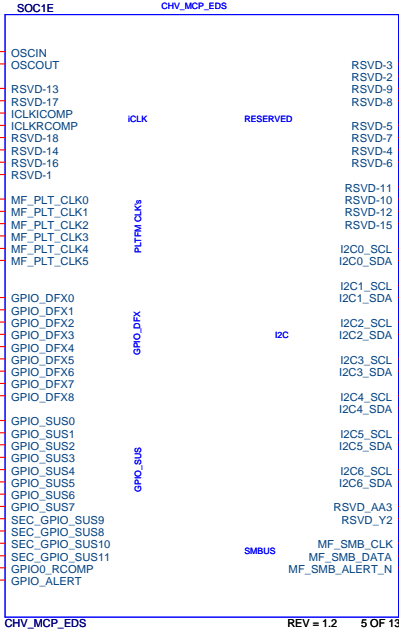 SOC1E
CHV_MCP_EDS
OSCIN
OSCOUT
RSVD-13
RSVD-17
ICLKICOMP
ICLKRCOMP
RSVD-18
RSVD-14
RSVD-16
RSVD-1
MF_PLT_CLK0
MF_PLT_CLK1
MF_PLT_CLK2
MF_PLT_CLK3
MF_PLT_CLK4
MF_PLT_CLK5
GPIO_DFX0
GPIO_DFX1
GPIO_DFX2
GPIO_DFX3
GPIO_DFX4
GPIO_DFX5
GPIO_DFX6
GPIO_DFX7
GPIO_DFX8
GPIO_SUS0
GPIO_SUS1
GPIO_SUS2
GPIO_SUS3
GPIO_SUS4
GPIO_SUS5
GPIO_SUS6
GPIO_SUS7
SEC_GPIO_SUS9
SEC_GPIO_SUS8
SEC_GPIO_SUS10
SEC_GPIO_SUS11
GPIO0_RCOMP
GPIO_ALERT
iCLK
PLTFM CLK's
GPIO_DFX
GPIO_SUS
RESERVED
I2C
SMBUS
RSVD-3
RSVD-2
RSVD-9
RSVD-8
RSVD-5
RSVD-7
RSVD-4
RSVD-6
RSVD-11
RSVD-10
RSVD-12
RSVD-15
I2C0_SCL
I2C0_SDA
I2C1_SCL
I2C1_SDA
I2C2_SCL
I2C2_SDA
I2C3_SCL
I2C3_SDA
I2C4_SCL
I2C4_SDA
I2C5_SCL
I2C5_SDA
I2C6_SCL
I2C6_SDA
RSVD_AA3
RSVD_Y2
MF_SMB_CLK
MF_SMB_DATA
MF_SMB_ALERT_N
CHV_MCP_EDS
REV = 1.2 5 OF 13